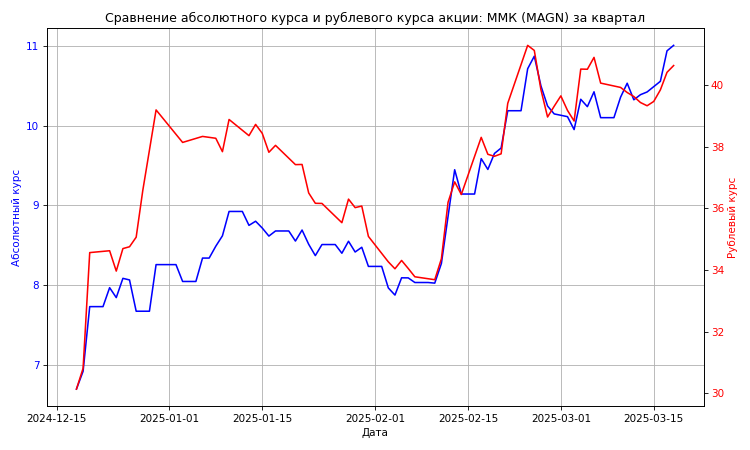 Сравнение абсолютного курса и рублевого курса акции: ММК (MAGN) за квартал
Абсолютный курс
11
10
9
8
7
40
38
36
34
32
30
Рублевый курс
2024-12-15 2025-01-01 2025-01-15 2025-02-01 2025-02-15 2025-03-01 2025-03-15
Дата